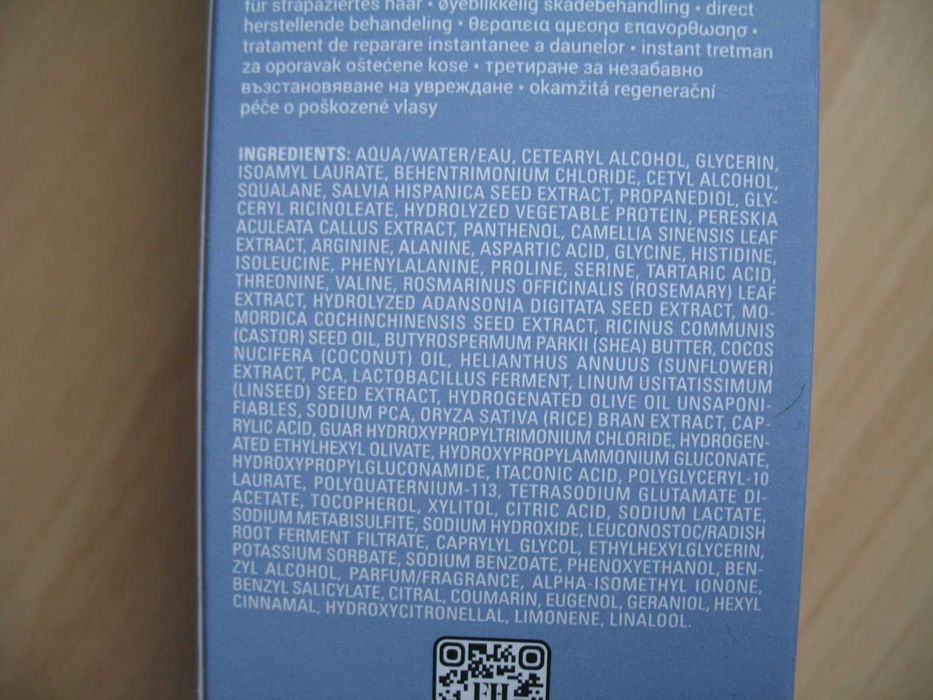 für strapaziertes haar • øyeblikkelig skadebehandling • direct
herstellende behandeling • θεραπεια αμεσησ επανορθωσησ •
tratament de reparare instantanee a daunelor • instant tretman
za oporavak oštećene kose • третиране за незабавно
възстановяване на увреждане • okamžitá regenerační
péče o poškozené vlasy
INGREDIENTS: AQUA/WATER/EAU, CETEARYL ALCOHOL, GLYCERIN,
ISOAMYL LAURATE, BEHENTRIMONIUM CHLORIDE, CETYL ALCOHOL,
SQUALANE, SALVIA HISPANICA SEED EXTRACT, PROPANEDIOL, GLY-
CERYL RICINOLEATE, HYDROLYZED VEGETABLE PROTEIN, PERESKIA
ACULEATA CALLUS EXTRACT, PANTHENOL, CAMELLIA SINENSIS LEAF
EXTRACT, ARGININE, ALANINE, ASPARTIC ACID, GLYCINE, HISTIDINE,
ISOLEUCINE, PHENYLALANINE, PROLINE, SERINE, TARTARIC ACID,
THREONINE, VALINE, ROSMARINUS OFFICINALIS (ROSEMARY) LEAF
EXTRACT, HYDROLYZED ADANSONIA DIGITATA SEED EXTRACT, MO-
MORDICA COCHINCHINENSIS SEED EXTRACT, RICINUS COMMUNIS
(CASTOR) SEED OIL, BUTYROSPERMUM PARKII (SHEA) BUTTER, COCOS
NUCIFERA (COCONUT) OIL, HELIANTHUS ANNUUS (SUNFLOWER)
EXTRACT, PCA, LACTOBACILLUS FERMENT, LINUM USITATISSIMUM
(LINSEED) SEED EXTRACT, HYDROGENATED OLIVE OIL UNSAPONI-
FIABLES, SODIUM PCA, ORYZA SATIVA (RICE) BRAN EXTRACT, CAP-
RYLIC ACID, GUAR HYDROXYPROPYLTRIMONIUM CHLORIDE, HYDROGEN-
ATED ETHYLHEXYL OLIVATE, HYDROXYPROPYLAMMONIUM GLUCONATE,
HYDROXYPROPYLGLUCONAMIDE, ITACONIC ACID, POLYGLYCERYL-10
LAURATE, POLYQUATERNIUM-113, TETRASODIUM GLUTAMATE DI-
ACETATE, TOCOPHEROL, XYLITOL, CITRIC ACID, SODIUM LACTATE,
SODIUM METABISULFITE, SODIUM HYDROXIDE, LEUCONOSTOC/RADISH
ROOT FERMENT FILTRATE, CAPRYLYL GLYCOL, ETHYLHEXYLGLYCERIN,
POTASSIUM SORBATE, SODIUM BENZOATE, PHENOXYETHANOL, BEN-
ZYL ALCOHOL, PARFUM/FRAGRANCE, ALPHA-ISOMETHYL IONONE,
BENZYL SALICYLATE, CITRAL, COUMARIN, EUGENOL, GERANIOL, HEXYL
CINNAMAL, HYDROXYCITRONELLAL, LIMONENE, LINALOOL.